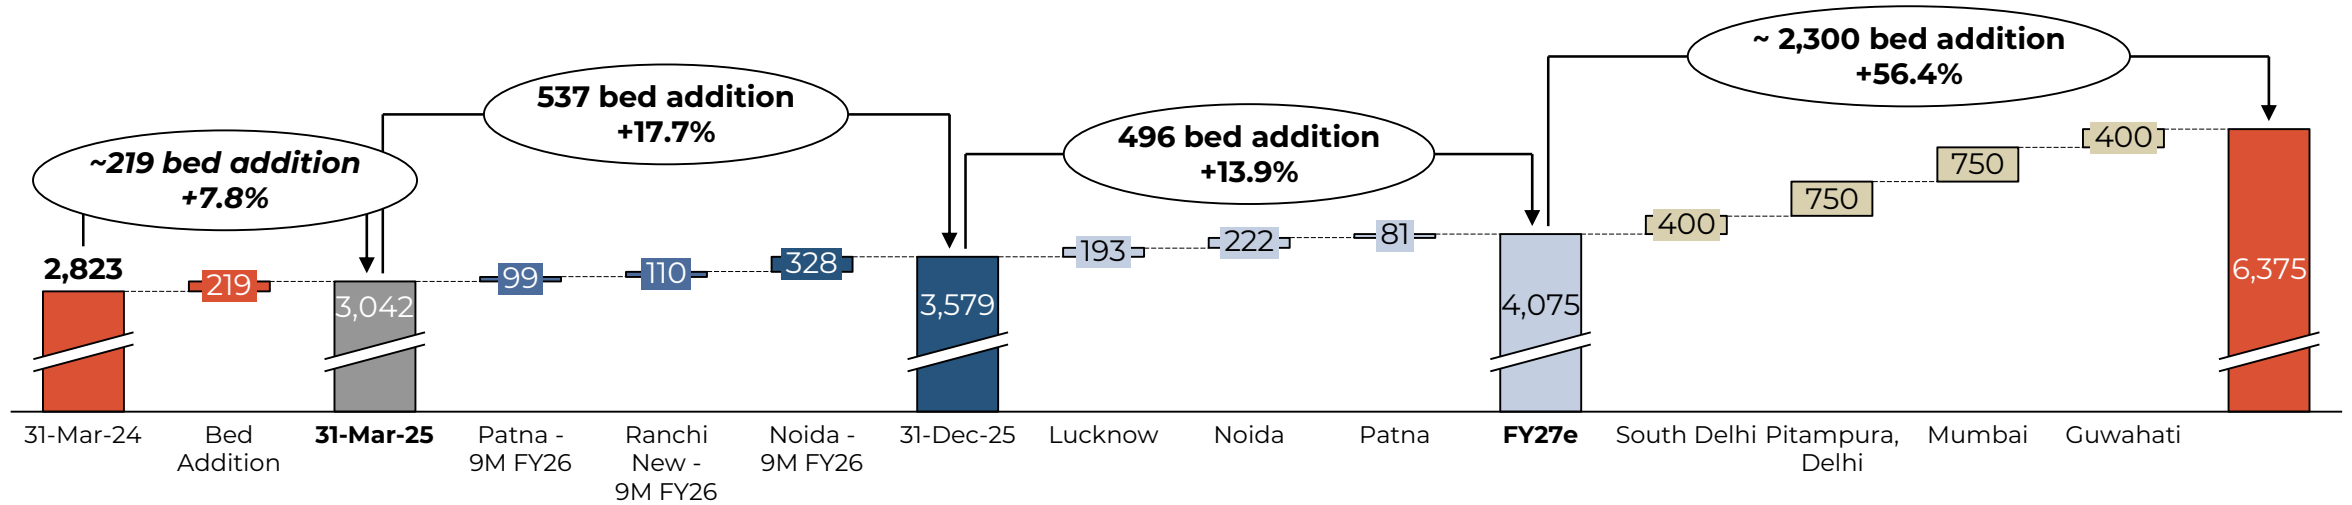 ~ 2,300 bed addition
+56.4%
537 bed addition
+17.7%
496 bed addition
+13.9%
~219 bed addition
+7.8%
2,823
219
3,042
99
110
328
3,579
193
222
81
4,075
400
750
750
400
6,375
31-Mar-24
Bed
Addition
31-Mar-25
Patna -
9M FY26
Ranchi
New -
9M FY26
Noida -
9M FY26
31-Dec-25
Lucknow
Noida
Patna
FY27e
South Delhi
Pitampura,
Delhi
Mumbai
Guwahati